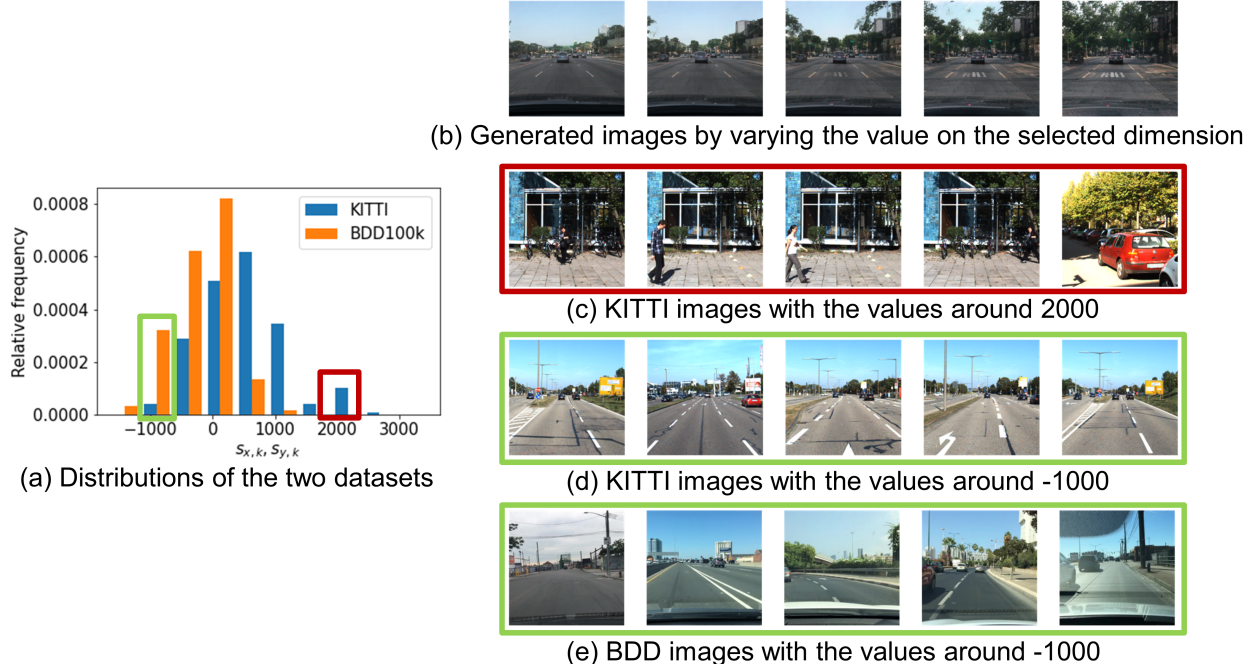 (b) Generated images by varying the value on the selected dimension
0.0008
0.0006
0.0004
0.0002
0.0000
Relative frequency
KITTI
BDD100k
−1000 0 1000 2000 3000
s_{x,k}, s_{y,k}
(a) Distributions of the two datasets
(c) KITTI images with the values around 2000
(d) KITTI images with the values around -1000
(e) BDD images with the values around -1000